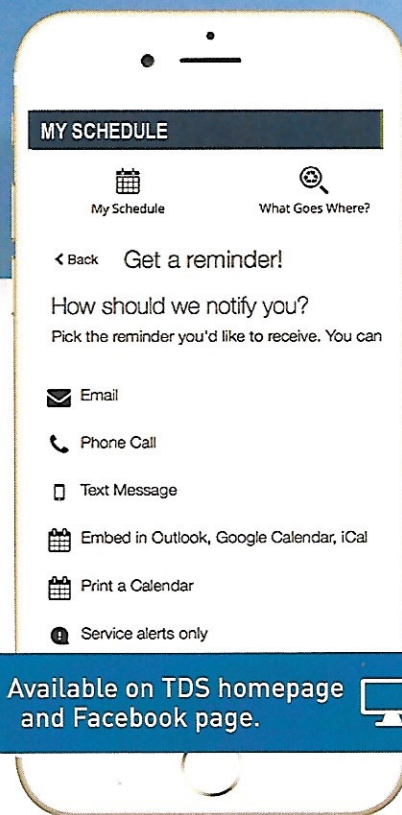 MY SCHEDULE
My Schedule
What Goes Where?
Back
Get a reminder!
How should we notify you?
Pick the reminder you'd like to receive. You can
Email
Phone Call
Text Message
Embed in Outlook, Google Calendar, iCal
Print a Calendar
Service alerts only
Available on TDS homepage
and Facebook page.